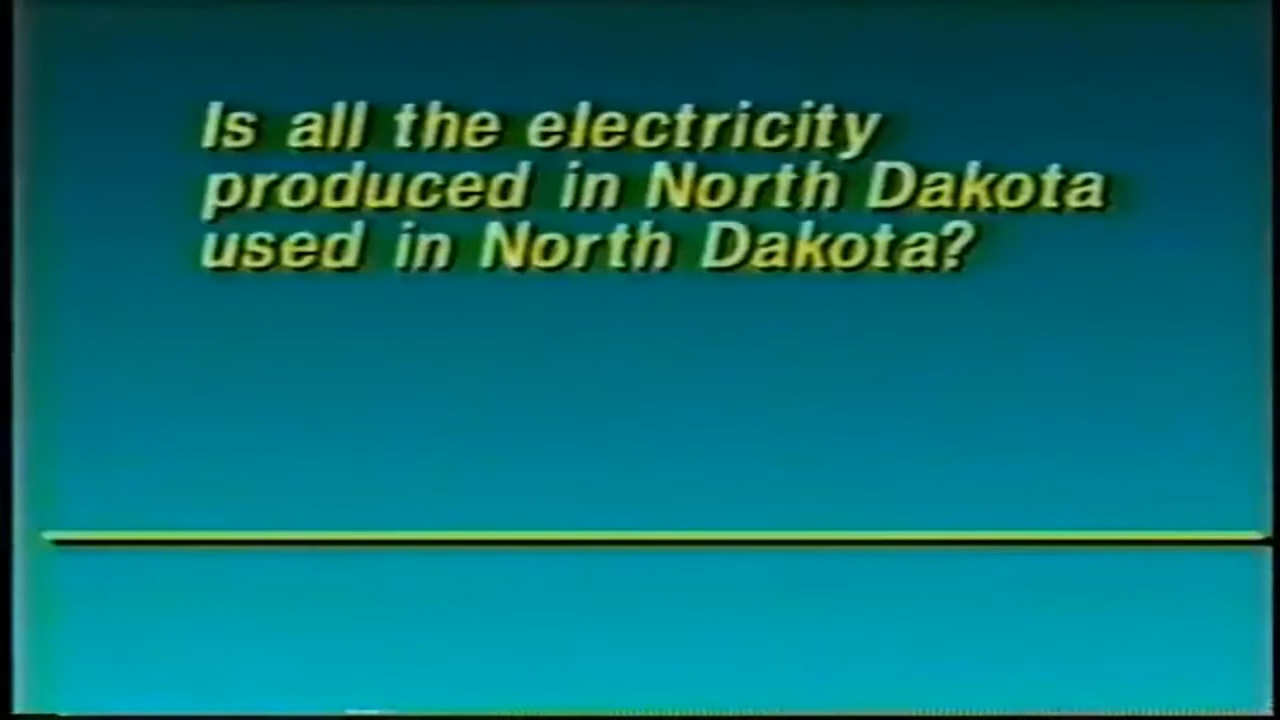 Is all the electricity
produced in North Dakota
used in North Dakota?